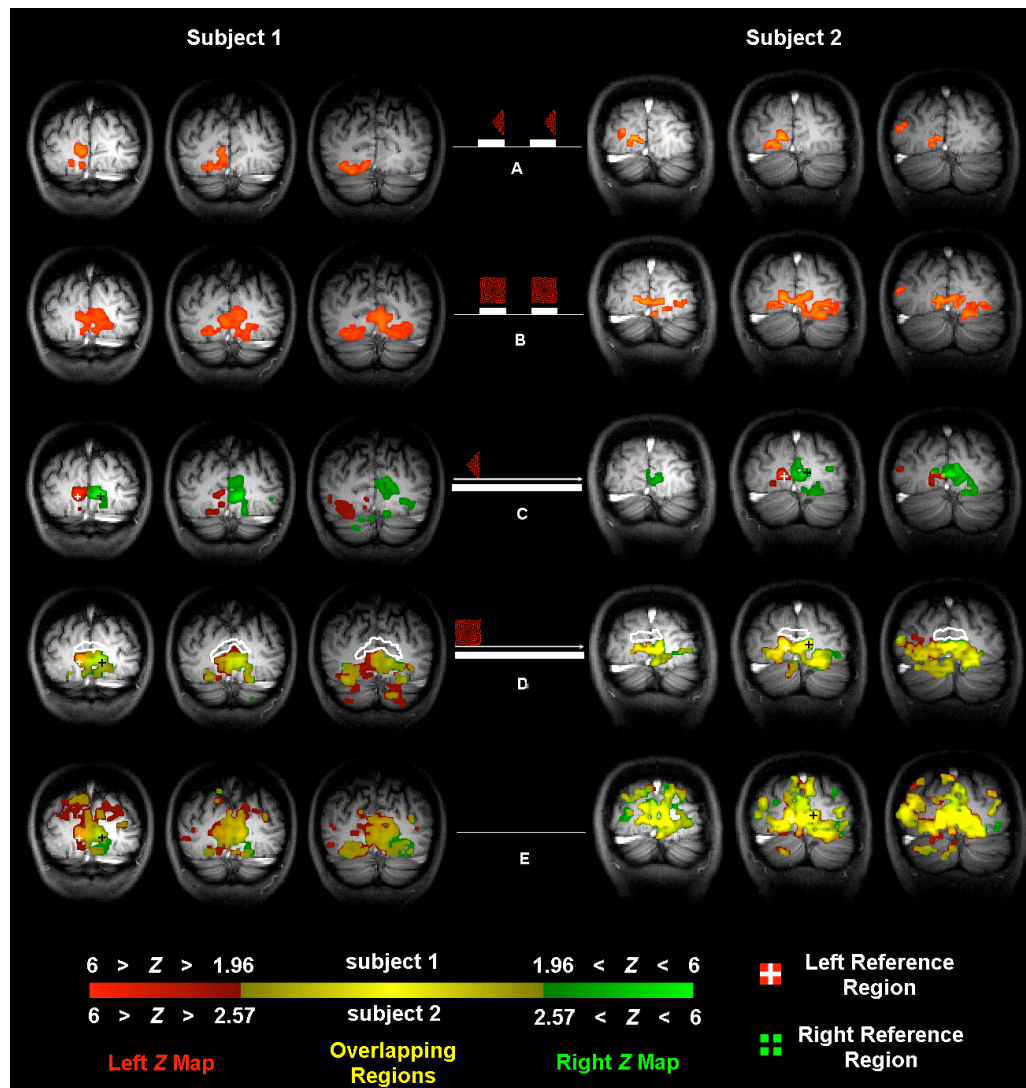 Subject 1
Subject 2
A
B
C
D
E
6 > Z > 1.96
subject 1
1.96 < Z < 6
6 > Z > 2.57
subject 2
2.57 < Z < 6
Left Z Map
Overlapping
Regions
Right Z Map
Left Reference
Region
Right Reference
Region